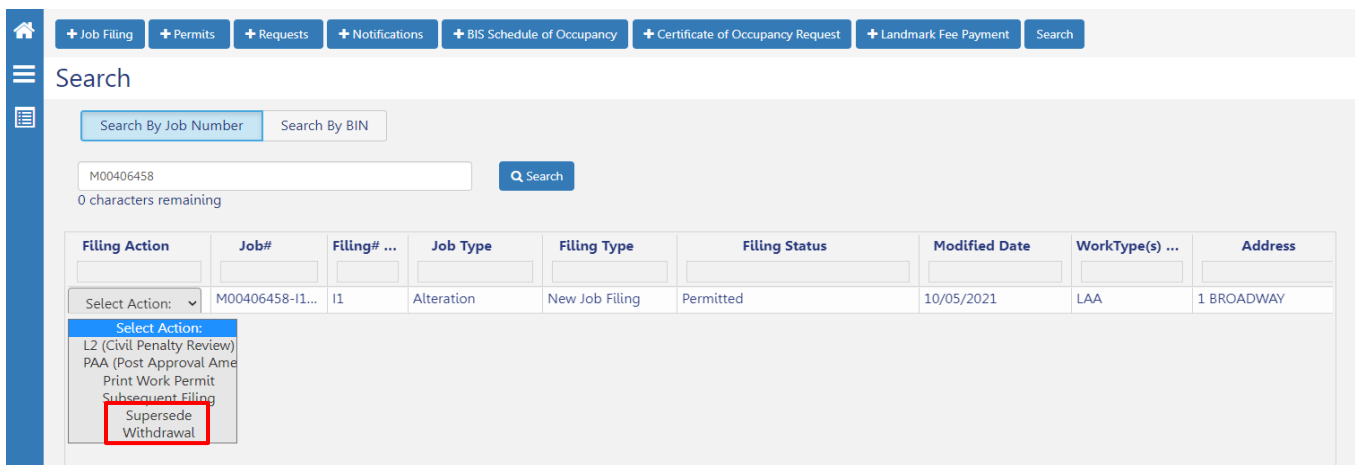 + Job Filing + Permits + Requests + Notifications + BIS Schedule of Occupancy + Certificate of Occupancy Request + Landmark Fee Payment Search
Search
Search By Job Number Search By BIN
M00406458 Search
0 characters remaining
Filing Action Job# Filing# ... Job Type Filing Type Filing Status Modified Date WorkType(s) ... Address
Select Action: M00406458-I1... I1 Alteration New Job Filing Permitted 10/05/2021 LAA 1 BROADWAY
Select Action:
L2 (Civil Penalty Review)
PAA (Post Approval Ame
Print Work Permit
Subsequent Filing
Supersede
Withdrawal